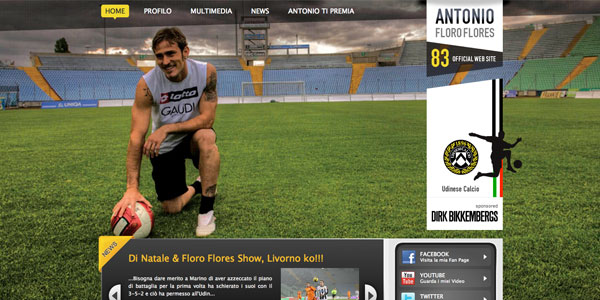 HOME PROFILO MULTIMEDIA NEWS ANTONIO TI PREMIA
ANTONIO
FLORO FLORES
83 OFFICIAL WEB SITE
lotto
GAUDÌ
Udinese Calcio
sponsored
DIRK BIKKEMBERGS
NEWS
Di Natale & Floro Flores Show, Livorno ko!!!
...Bisogna dare merito a Marino di aver azzeccato il piano
di battaglia per la prima volta ha schierato i suoi con il
3-5-2 e ciò ha permesso all'Udin...
FACEBOOK
Visita la mia Fan Page
YOUTUBE
Guarda i miei Video
TWITTER